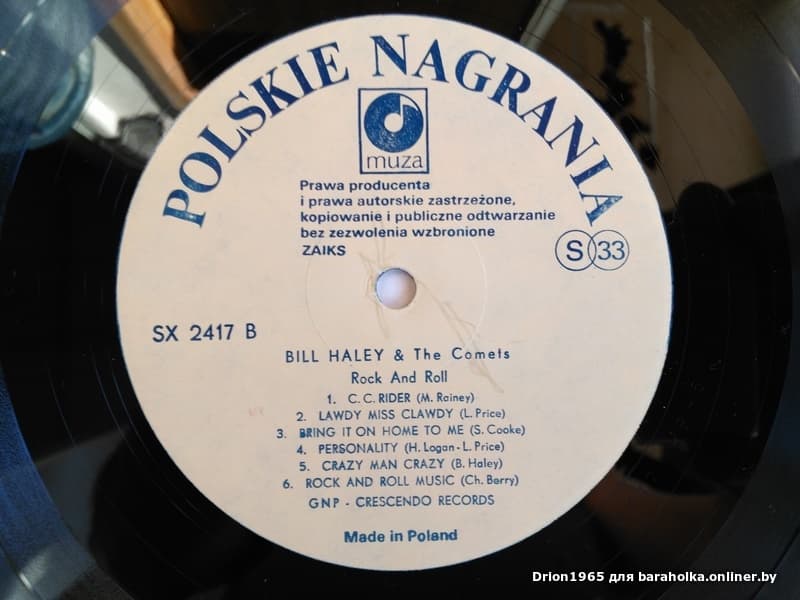 POLSKIE NAGRANIA
muza
Prawa producenta
i prawa autorskie zastrzeżone,
kopiowanie i publiczne odtwarzanie
bez zezwolenia wzbronione
ZAIKS
S 33
SX 2417 B
BILL HALEY & The Comets
Rock And Roll
1. C. C. RIDER (M. Rainey)
2. LAWDY MISS CLAWDY (L. Price)
3. BRING IT ON HOME TO ME (S. Cooke)
4. PERSONALITY (H. Logan - L. Price)
5. CRAZY MAN CRAZY (B. Haley)
6. ROCK AND ROLL MUSIC (Ch. Berry)
GNP - CRESCENDO RECORDS
Made in Poland
Drion1965 для baraholka.onliner.by